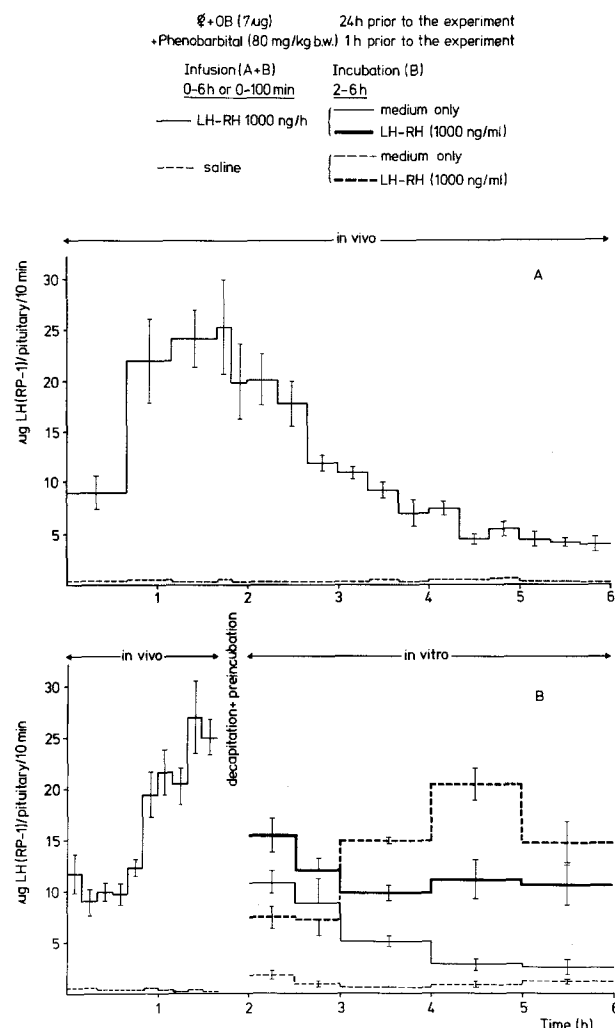 +OB (7µg) 24h prior to the experiment
+Phenobarbital (80 mg/kg b.w.) 1h prior to the experiment
Infusion (A+B) Incubation (B)
0-6h or 0-100 min 2-6h
LH-RH 1000 ng/h medium only
LH-RH (1000 ng/ml)
saline medium only
LH-RH (1000 ng/ml)
in vivo
A
µg LH(RP-1)/pituitary/10 min
30
25
20
15
10
5
1 2 3 4 5 6
in vivo
decapitation+ preincubation
in vitro
B
µg LH(RP-1)/pituitary/10 min
30
25
20
15
10
5
1 2 3 4 5 6
Time (h)